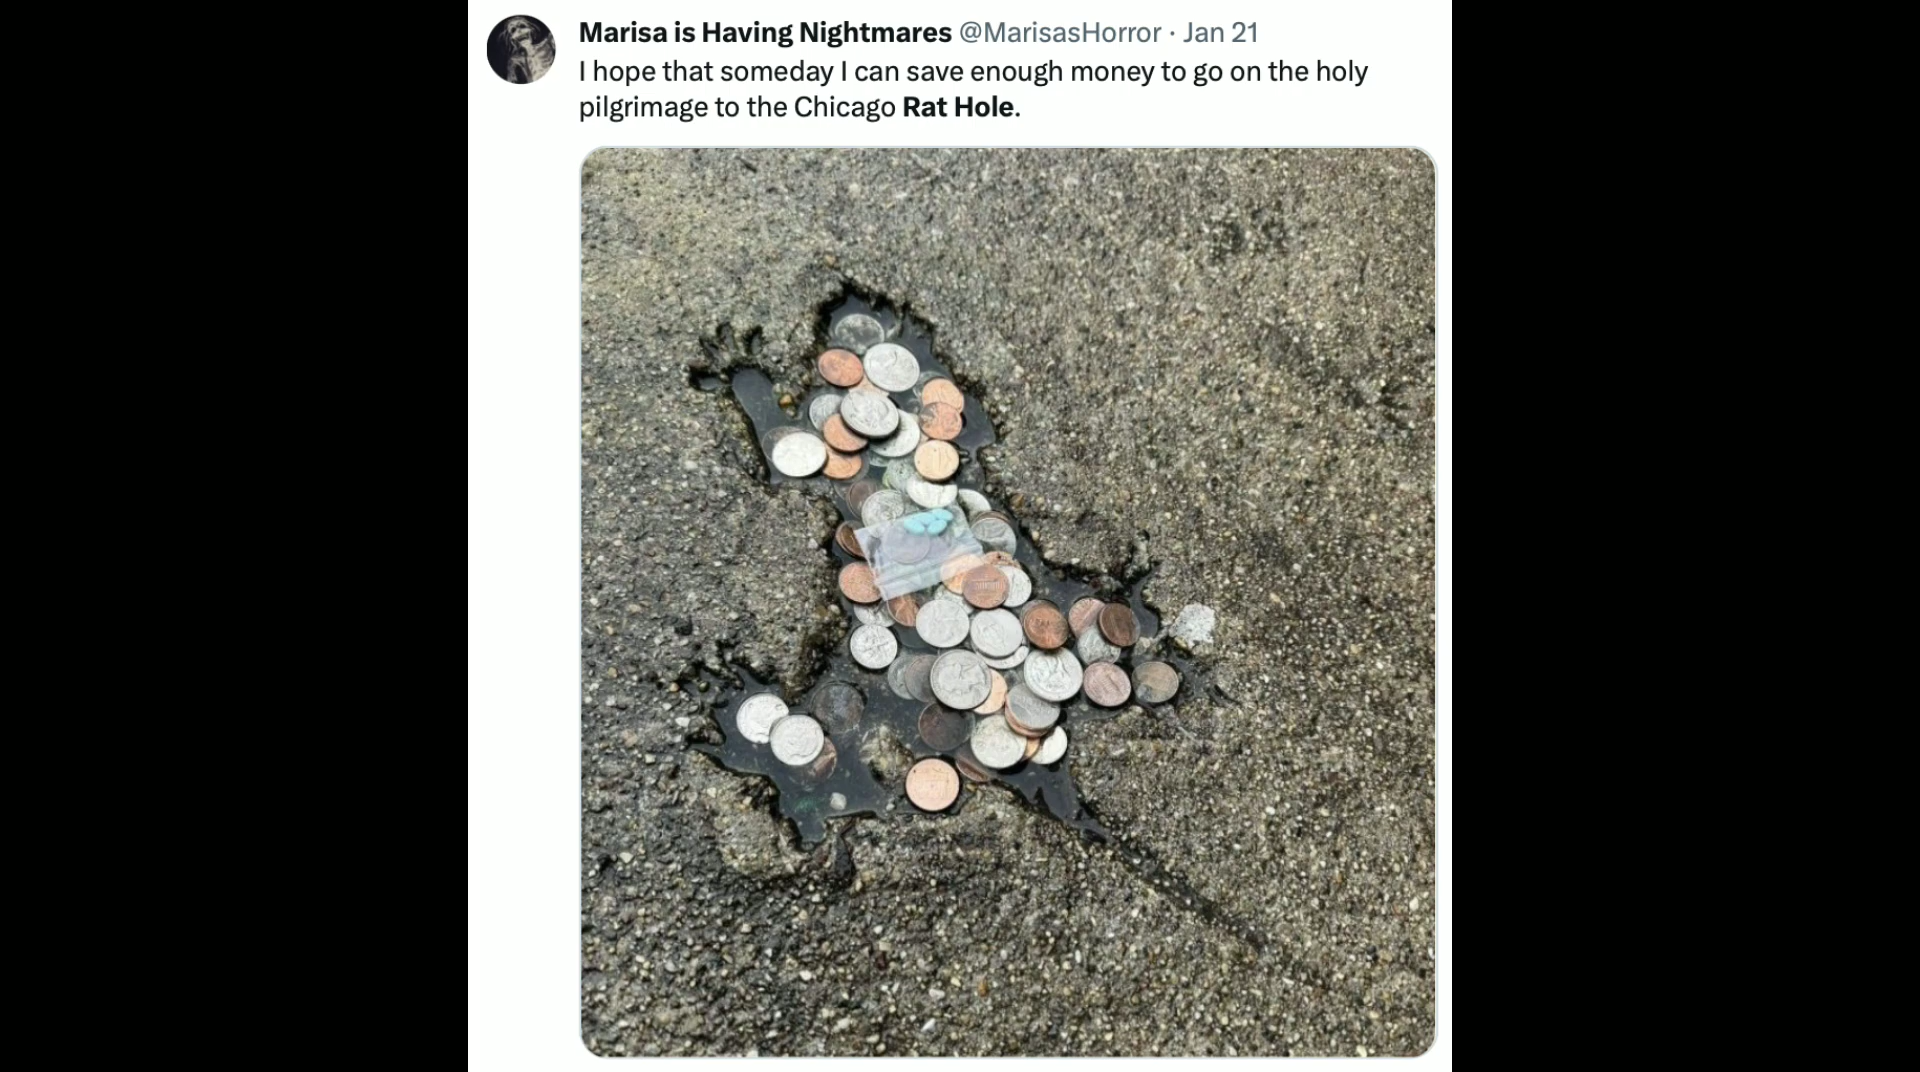 Marisa is Having Nightmares @MarisasHorror · Jan 21
I hope that someday I can save enough money to go on the holy
pilgrimage to the Chicago Rat Hole.